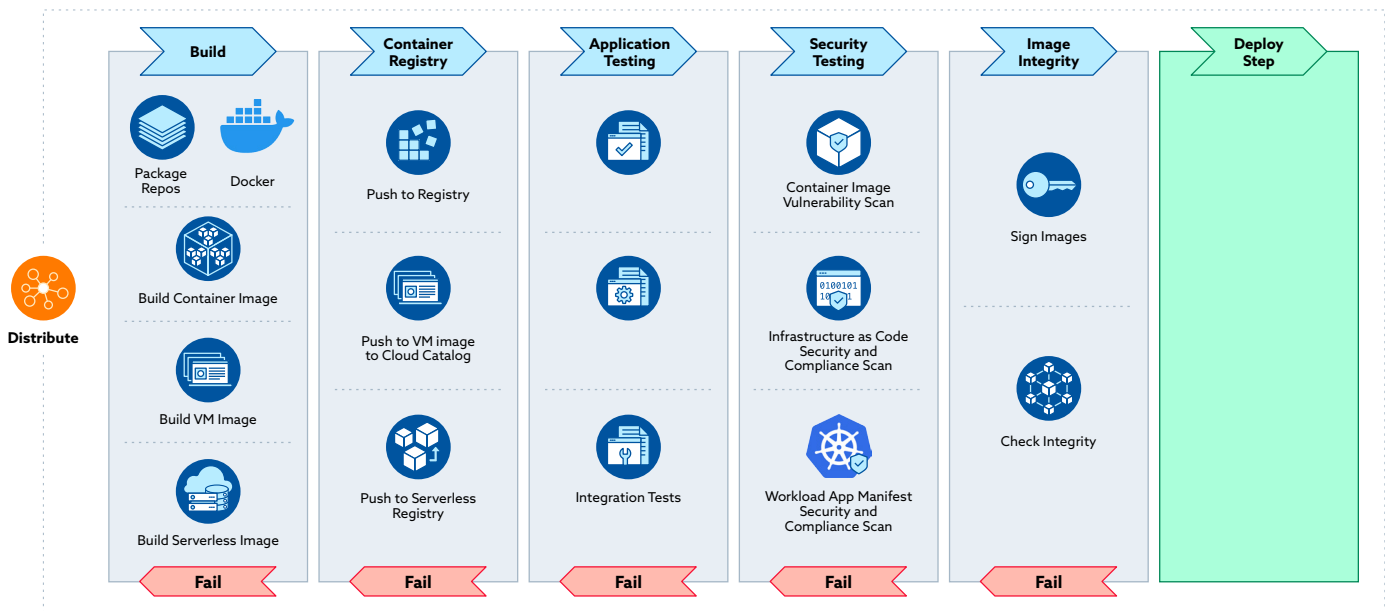 Build
Container
Registry
Application
Testing
Security
Testing
Image
Integrity
Deploy
Step
Distribute
Package
Repos
Docker
Build Container Image
Build VM Image
Build Serverless Image
Fail
Push to Registry
Push to VM image
to Cloud Catalog
Push to Serverless
Registry
Fail
Integration Tests
Fail
Container Image
Vulnerability Scan
0100101
Infrastructure as Code
Security and
Compliance Scan
Workload App Manifest
Security and
Compliance Scan
Fail
Sign Images
Check Integrity
Fail